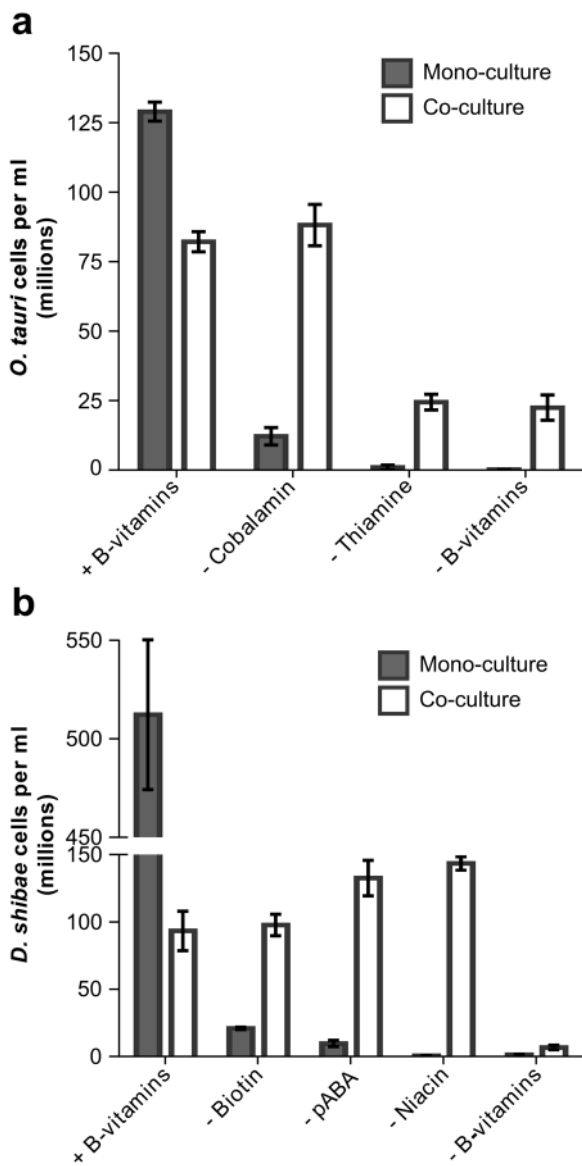 a
150
125
100
75
50
25
0
O. tauri cells per ml
(millions)
Mono-culture
Co-culture
+ B-vitamins
- Cobalamin
- Thiamine
- B-vitamins
b
550
500
450
150
100
50
0
D. shibae cells per ml
(millions)
Mono-culture
Co-culture
+ B-vitamins
- Biotin
- pABA
- Niacin
- B-vitamins